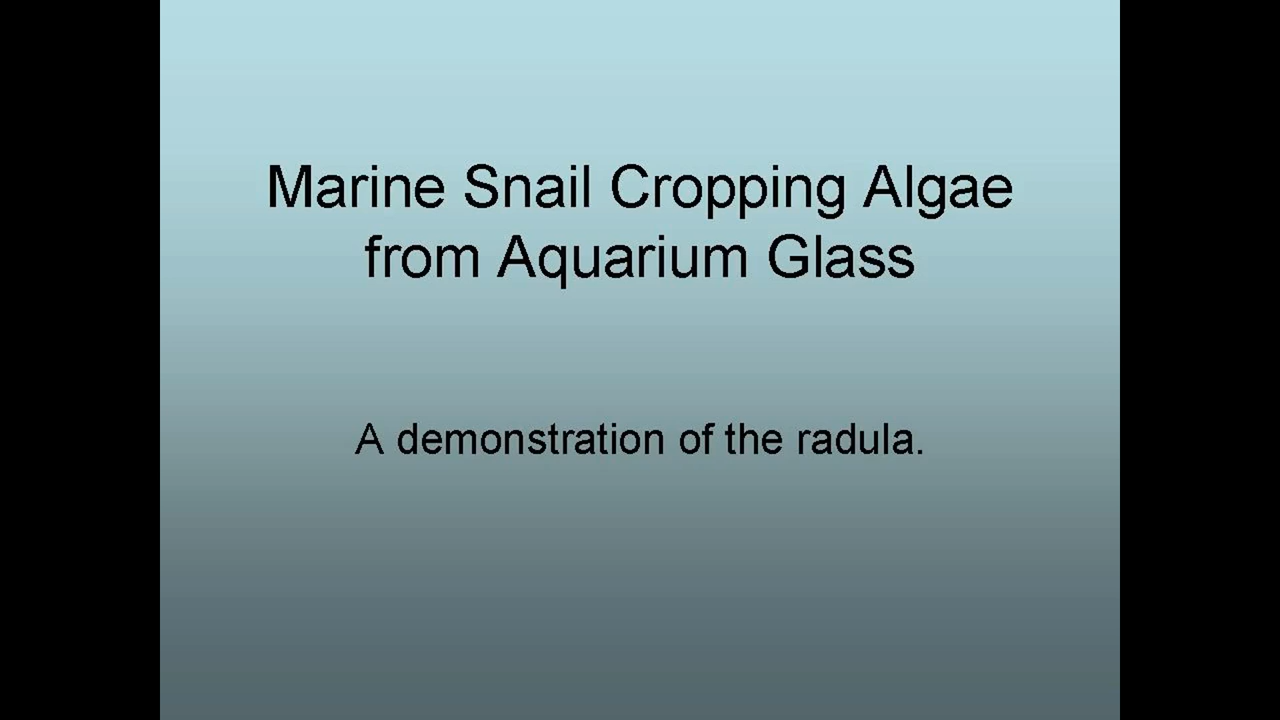 Marine Snail Cropping Algae
from Aquarium Glass
A demonstration of the radula.